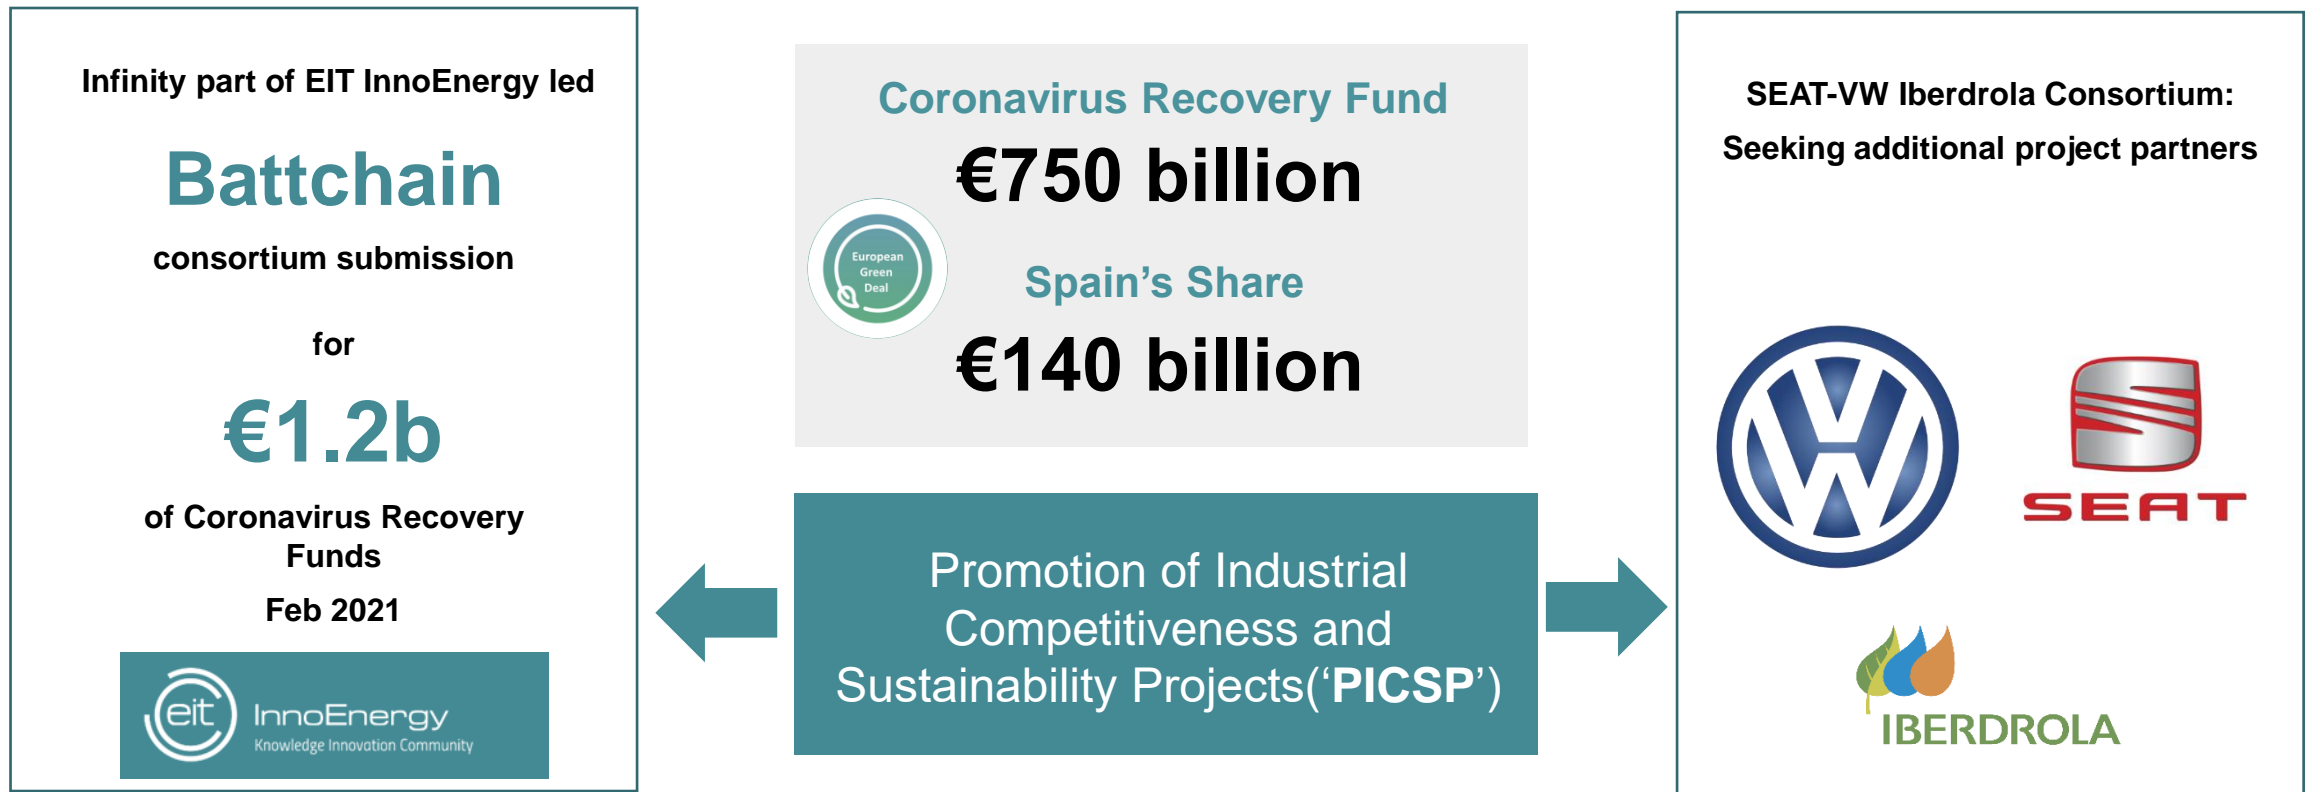 Infinity part of EIT InnoEnergy led
Battchain
consortium submission
for
€1.2b
of Coronavirus Recovery
Funds
Feb 2021
eit
InnoEnergy
Knowledge Innovation Community
Coronavirus Recovery Fund
€750 billion
European
Green
Deal
Spain’s Share
€140 billion
Promotion of Industrial
Competitiveness and
Sustainability Projects(‘PICSP’)
SEAT-VW Iberdrola Consortium:
Seeking additional project partners
VW
S
SEAT
IBERDROLA